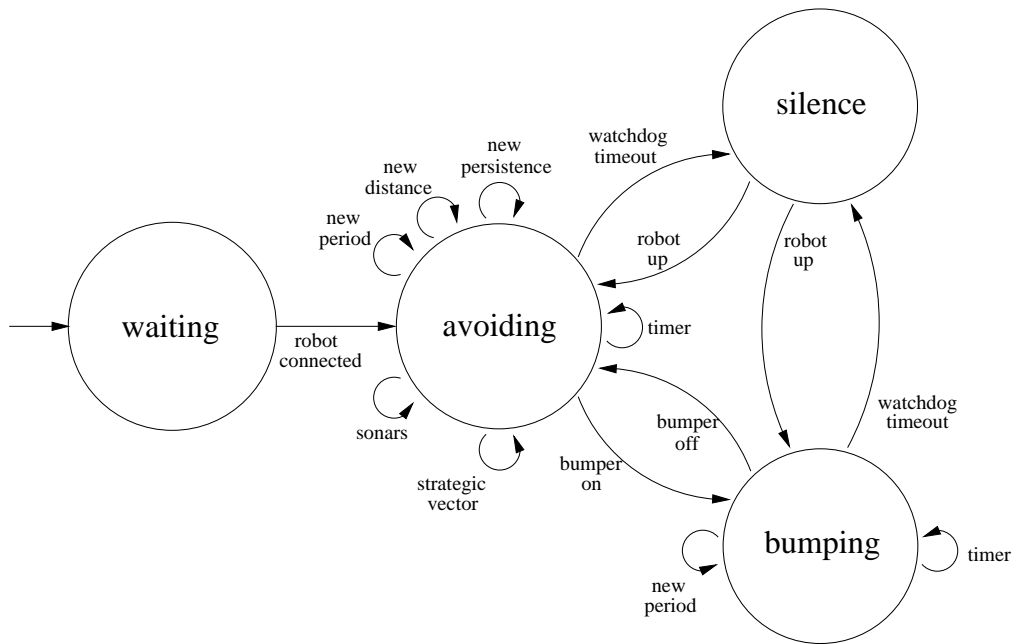 silence
watchdog
timeout
new
persistence
new
distance
new
period
robot
up
robot
up
waiting
avoiding
timer
robot
connected
sonars
strategic
vector
bumper
off
bumper
on
watchdog
timeout
bumping
timer
new
period